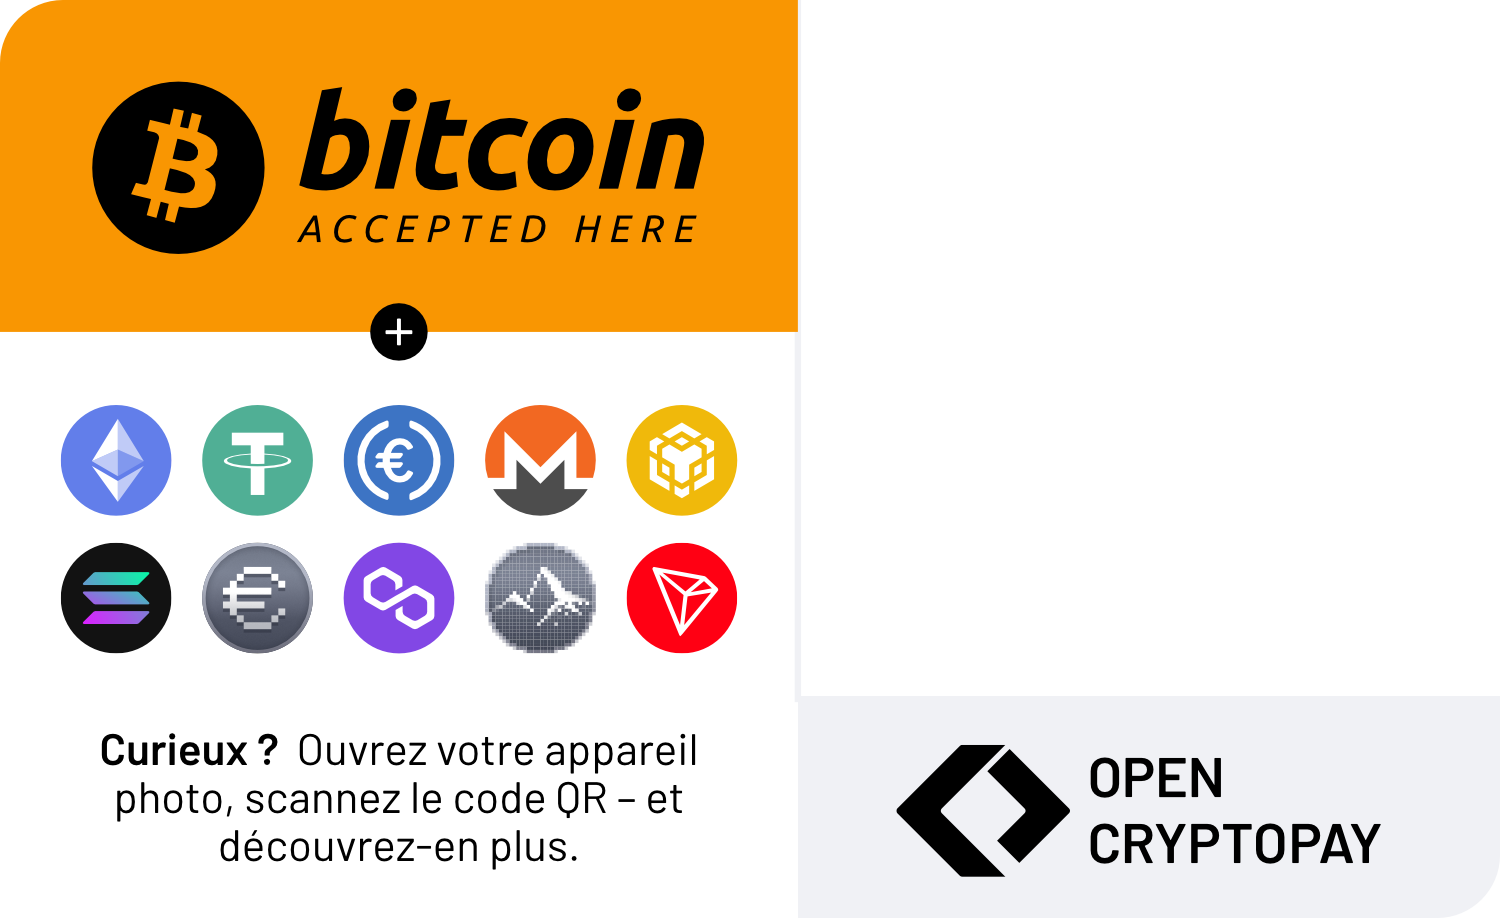 bitcoin
ACCEPTED HERE
Curieux ? Ouvrez votre appareil
photo, scannez le code QR – et
découvrez-en plus.
OPEN
CRYPTOPAY